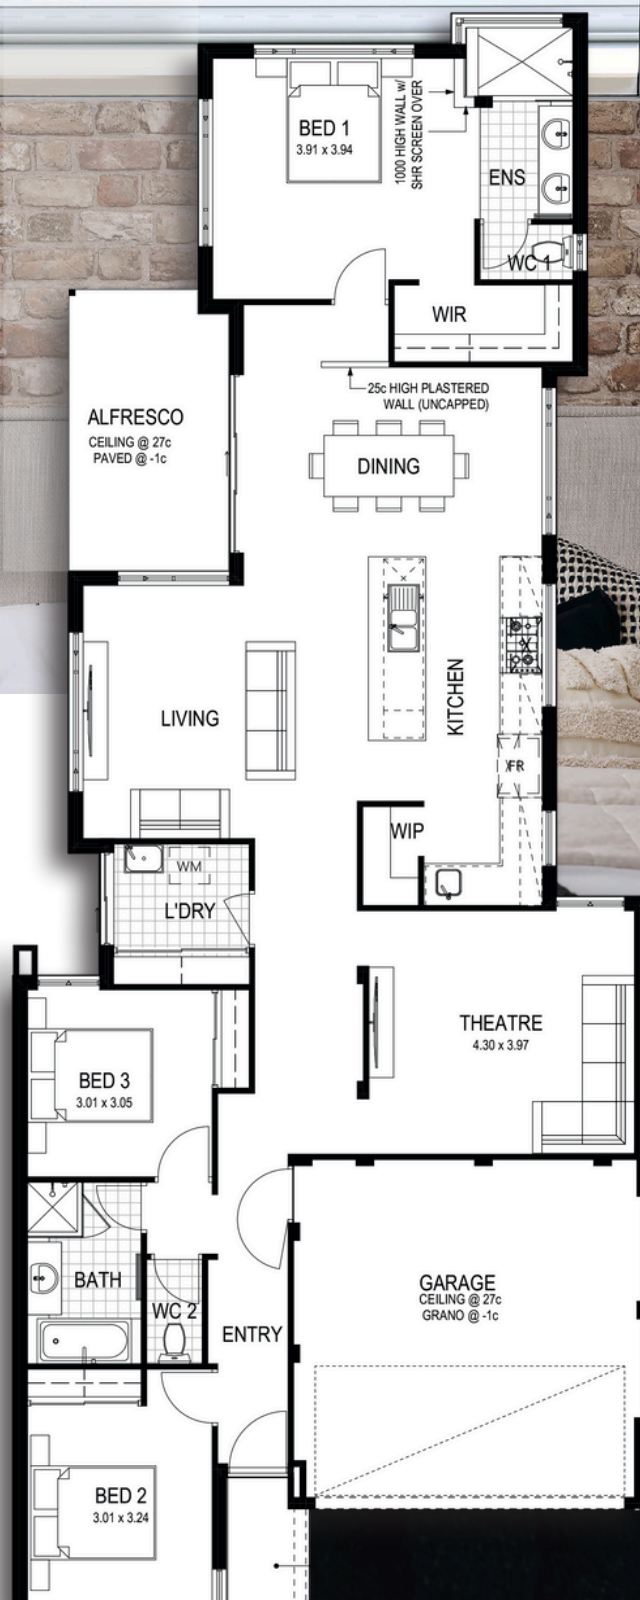 BED 1
3.91 x 3.94
1000 HIGH WALL w/
SHR SCREEN OVER
ENS
WC 1
WIR
25c HIGH PLASTERED
WALL (UNCAPPED)
ALFRESCO
CEILING @ 27c
PAVED @ -1c
DINING
KITCHEN
LIVING
FR
WIP
WM
L'DRY
THEATRE
4.30 x 3.97
BED 3
3.01 x 3.05
BATH
WC 2
ENTRY
GARAGE
CEILING @ 27c
GRANO @ -1c
BED 2
3.01 x 3.24